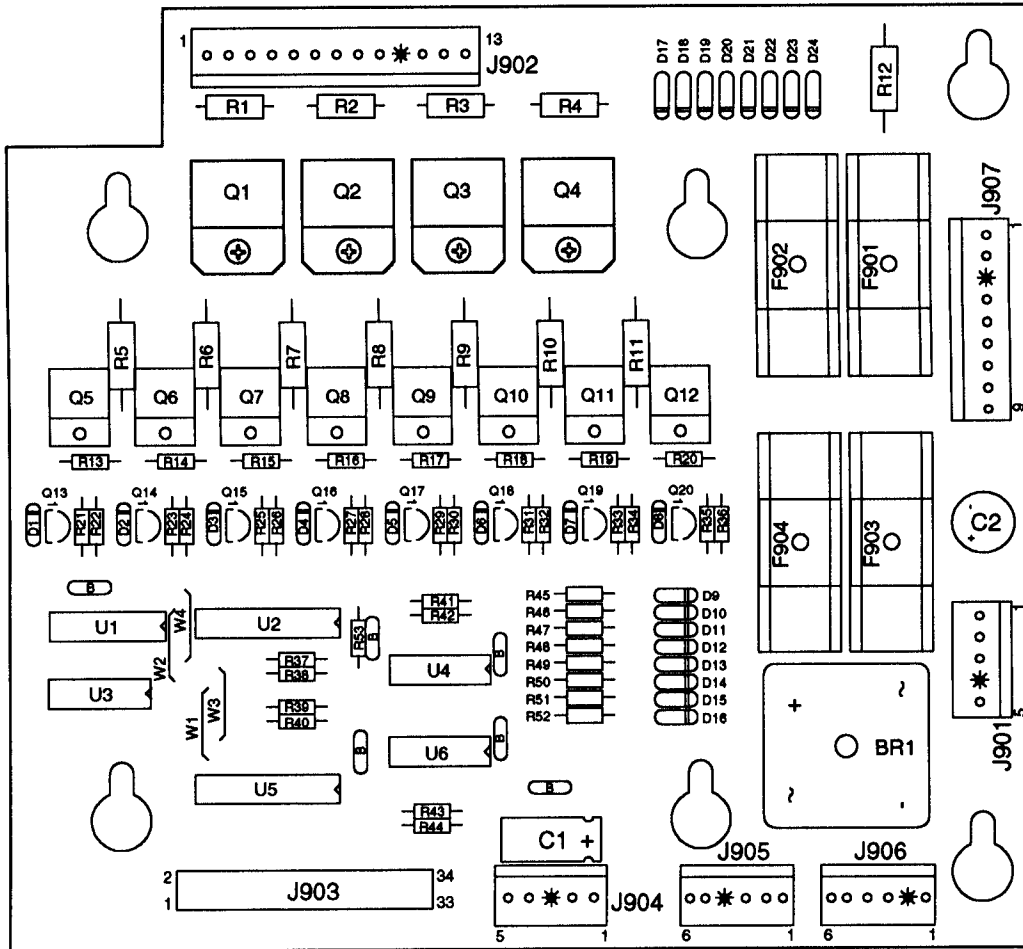 1 13
J902
D17 D18 D19 D20 D21 D22 D23 D24
R12
R1 R2 R3 R4
Q1 Q2 Q3 Q4
F902 F901
J907
1
9
R5 R6 R7 R8 R9 R10 R11
Q5 Q6 Q7 Q8 Q9 Q10 Q11 Q12
R13 R14 R15 R16 R17 R18 R19 R20
Q13 Q14 Q15 Q16 Q17 Q18 Q19 Q20
D1 R21 R22 D2 R23 R24 D3 R25 R26 D4 R27 R28 D5 R29 R30 D6 R31 R32 D7 R33 R34 D8 R35 R36
F904 F903
C2
+
B
U1 W4 U2
W2
R53 B
R41
R42
R45 D9
R46 D10
R47 D11
R48 D12
R49 D13
R50 D14
R51 D15
R52 D16
U3
R37
R38
U4 B
W1 W3
R39
R40
B
U6 B
U5
R43
R44
B
C1 +
+ ~
BR1
~ -
1
5
J901
2 34
1 33
J903
J904
5 1
J905
6 1
J906
6 1